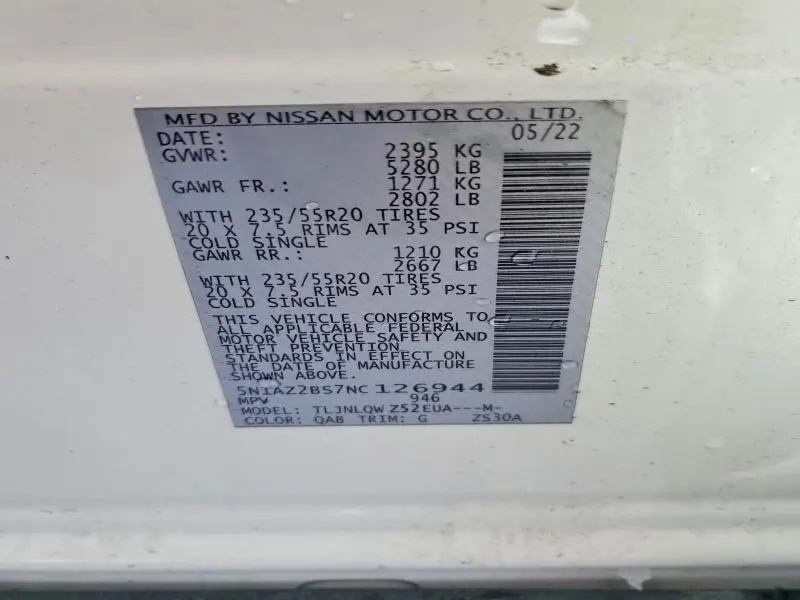 MFD BY NISSAN MOTOR CO., LTD.
DATE: 05/22
GVWR: 2395 KG
5280 LB
GAWR FR.: 1271 KG
2802 LB
WITH 235/55R20 TIRES
20 X 7.5 RIMS AT 35 PSI
COLD SINGLE
GAWR RR.: 1210 KG
2667 LB
WITH 235/55R20 TIRES
20 X 7.5 RIMS AT 35 PSI
COLD SINGLE
THIS VEHICLE CONFORMS TO
ALL APPLICABLE FEDERAL
MOTOR VEHICLE SAFETY AND
THEFT PREVENTION
STANDARDS IN EFFECT ON
THE DATE OF MANUFACTURE
SHOWN ABOVE.
5N1AZ2BS7NC 126944
MPV 946
MODEL: TLJNLQW Z52EUA---M-
COLOR: QAB TRIM: G ZS30A